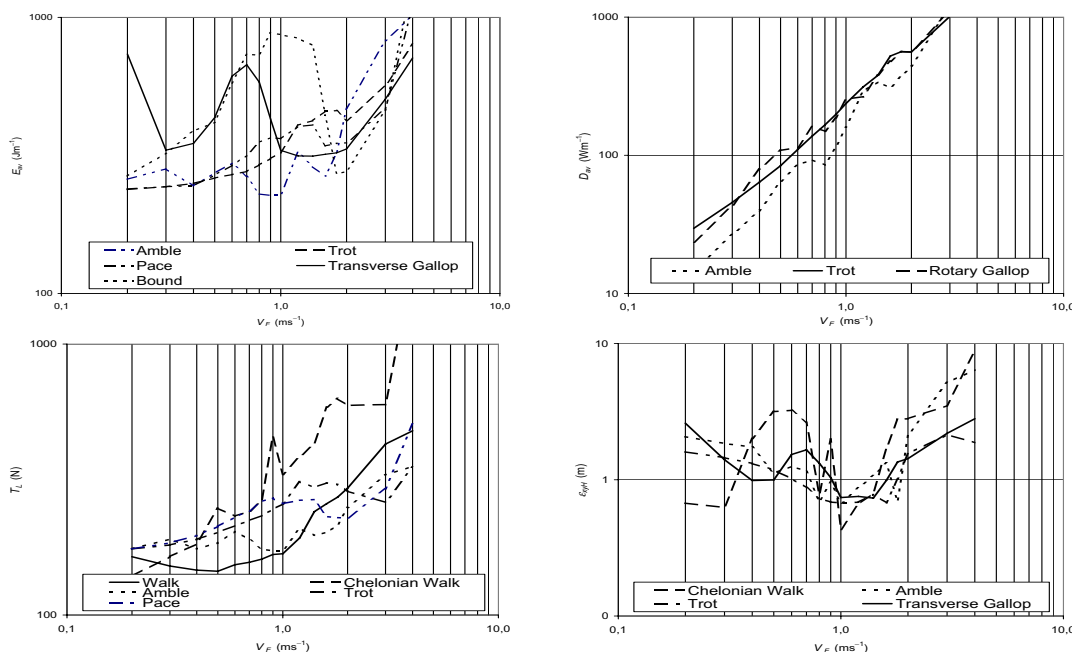 1000
E_av (Jm⁻¹)
Amble
Trot
Pace
Transverse Gallop
Bound
100
0,1
1,0
10,0
V_F (ms⁻¹)
1000
D_av (Wm⁻¹)
100
Amble
Trot
Rotary Gallop
10
0,1
1,0
10,0
V_F (ms⁻¹)
1000
T_L (N)
Walk
Chelonian Walk
Amble
Trot
Pace
100
0,1
1,0
10,0
V_F (ms⁻¹)
10
ε_xyH (m)
1
Chelonian Walk
Amble
Trot
Transverse Gallop
0
0,1
1,0
10,0
V_F (ms⁻¹)